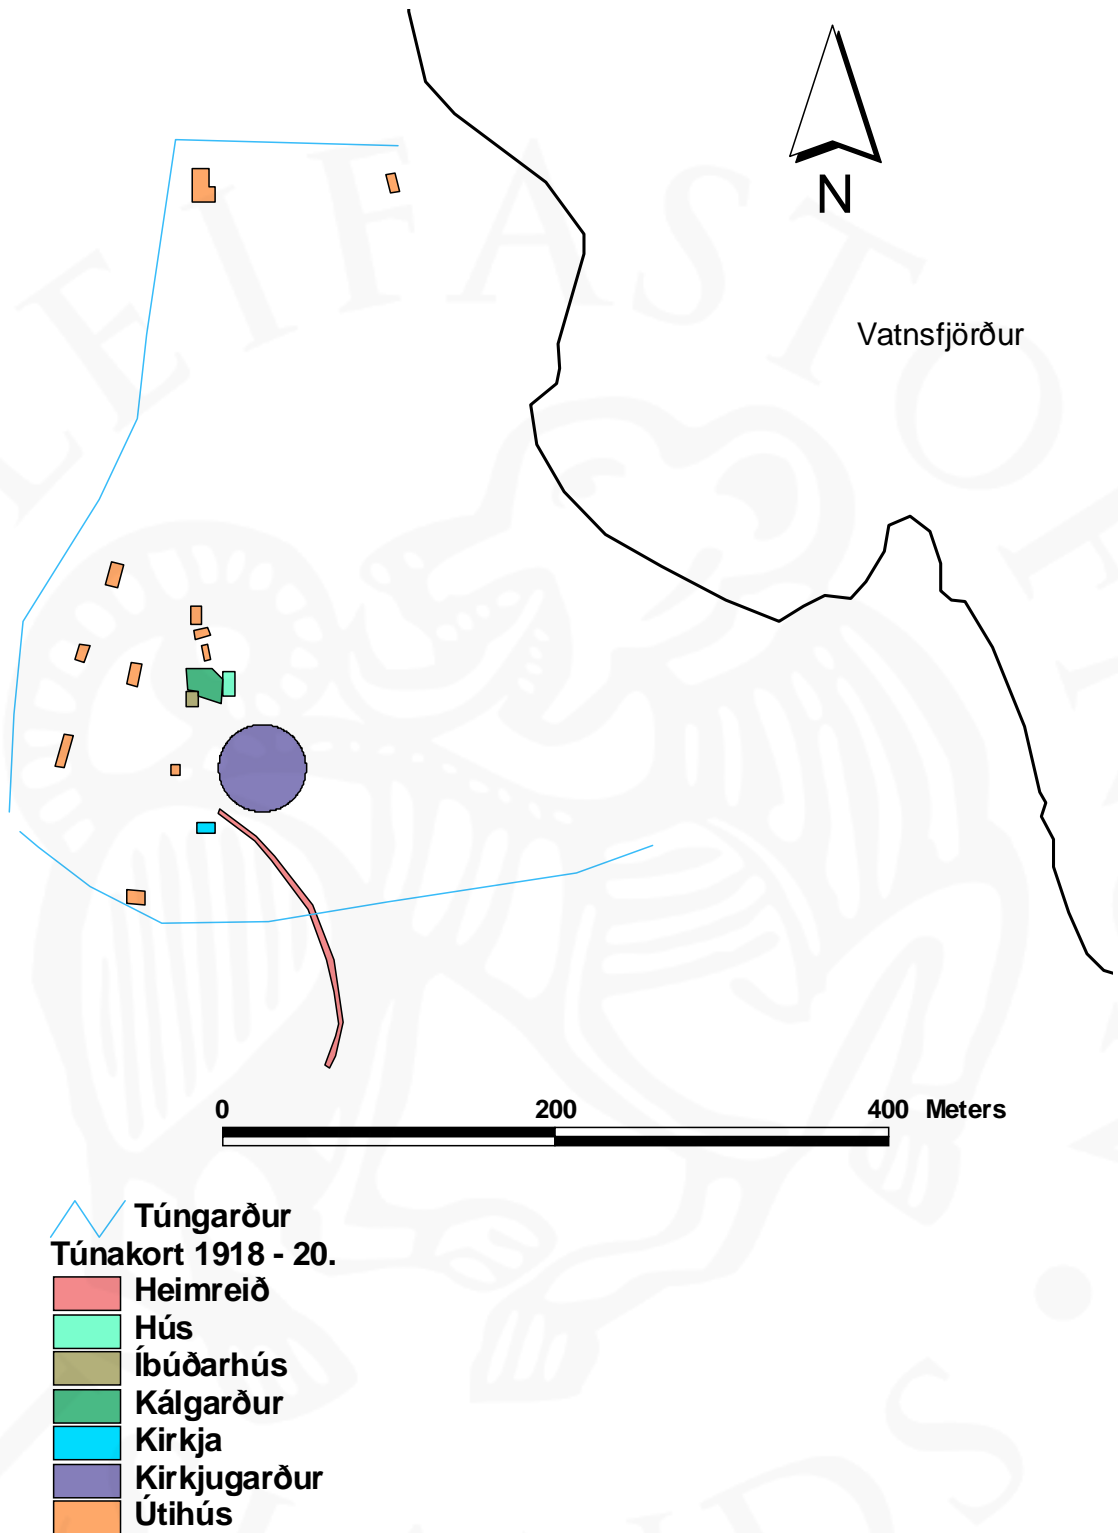 N
Vatnsfjörður
0 200 400 Meters
Túngarður
Túnakort 1918 - 20.
Heimreið
Hús
Íbúðarhús
Kálgarður
Kirkja
Kirkjugarður
Útihús